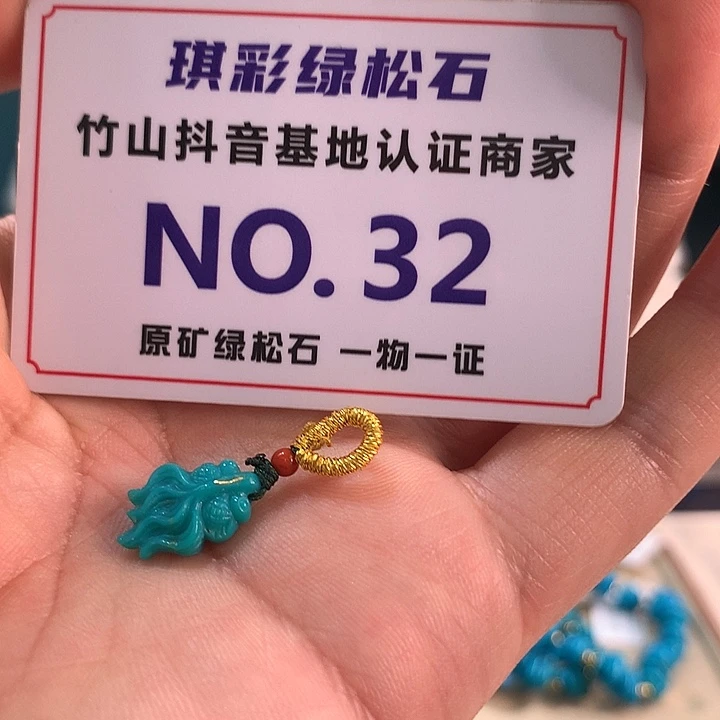 琪彩绿松石
竹山抖音基地认证商家
NO. 32
原矿绿松石 一物一证